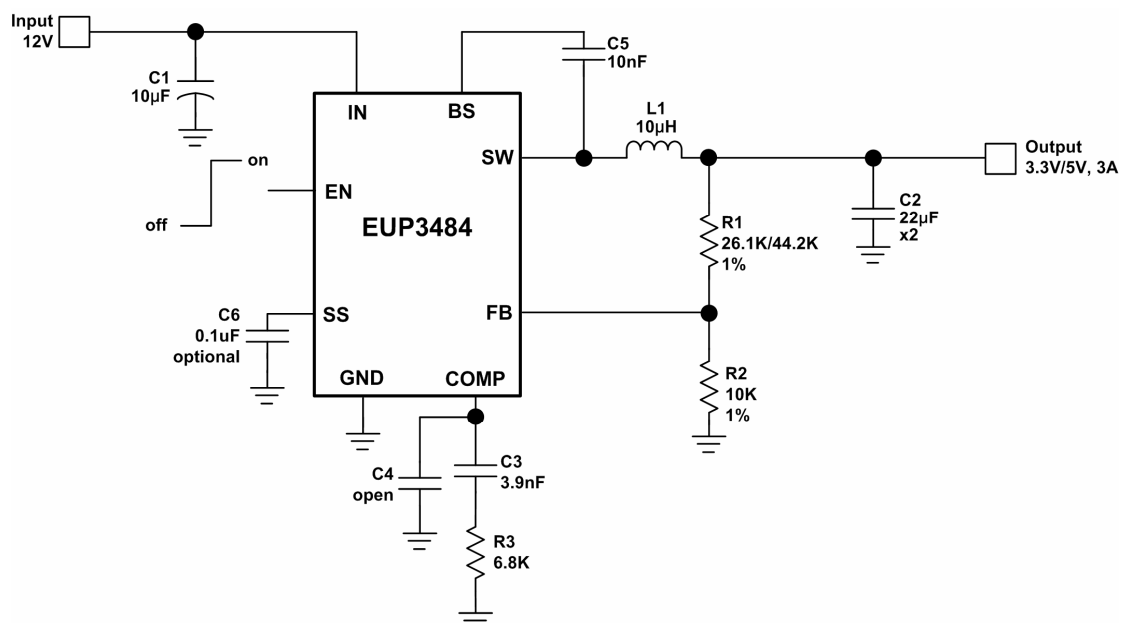 Input
12V
C1
10µF
IN
BS
C5
10nF
L1
10µH
SW
Output
3.3V/5V, 3A
on
off
EN
EUP3484
C2
22µF
x2
R1
26.1K/44.2K
1%
C6
0.1uF
optional
SS
FB
GND
COMP
R2
10K
1%
C4
open
C3
3.9nF
R3
6.8K